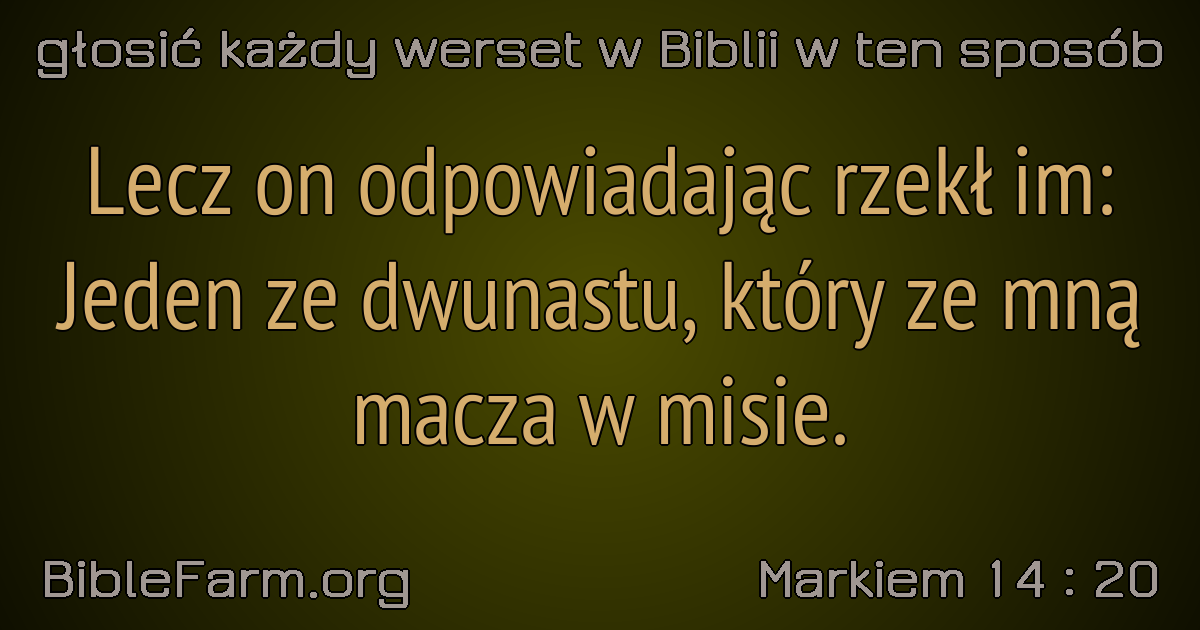 głosić każdy werset w Biblii w ten sposób
Lecz on odpowiadając rzekł im:
Jeden ze dwunastu, który ze mną
macza w misie.
BibleFarm.org
Markiem 14 : 20